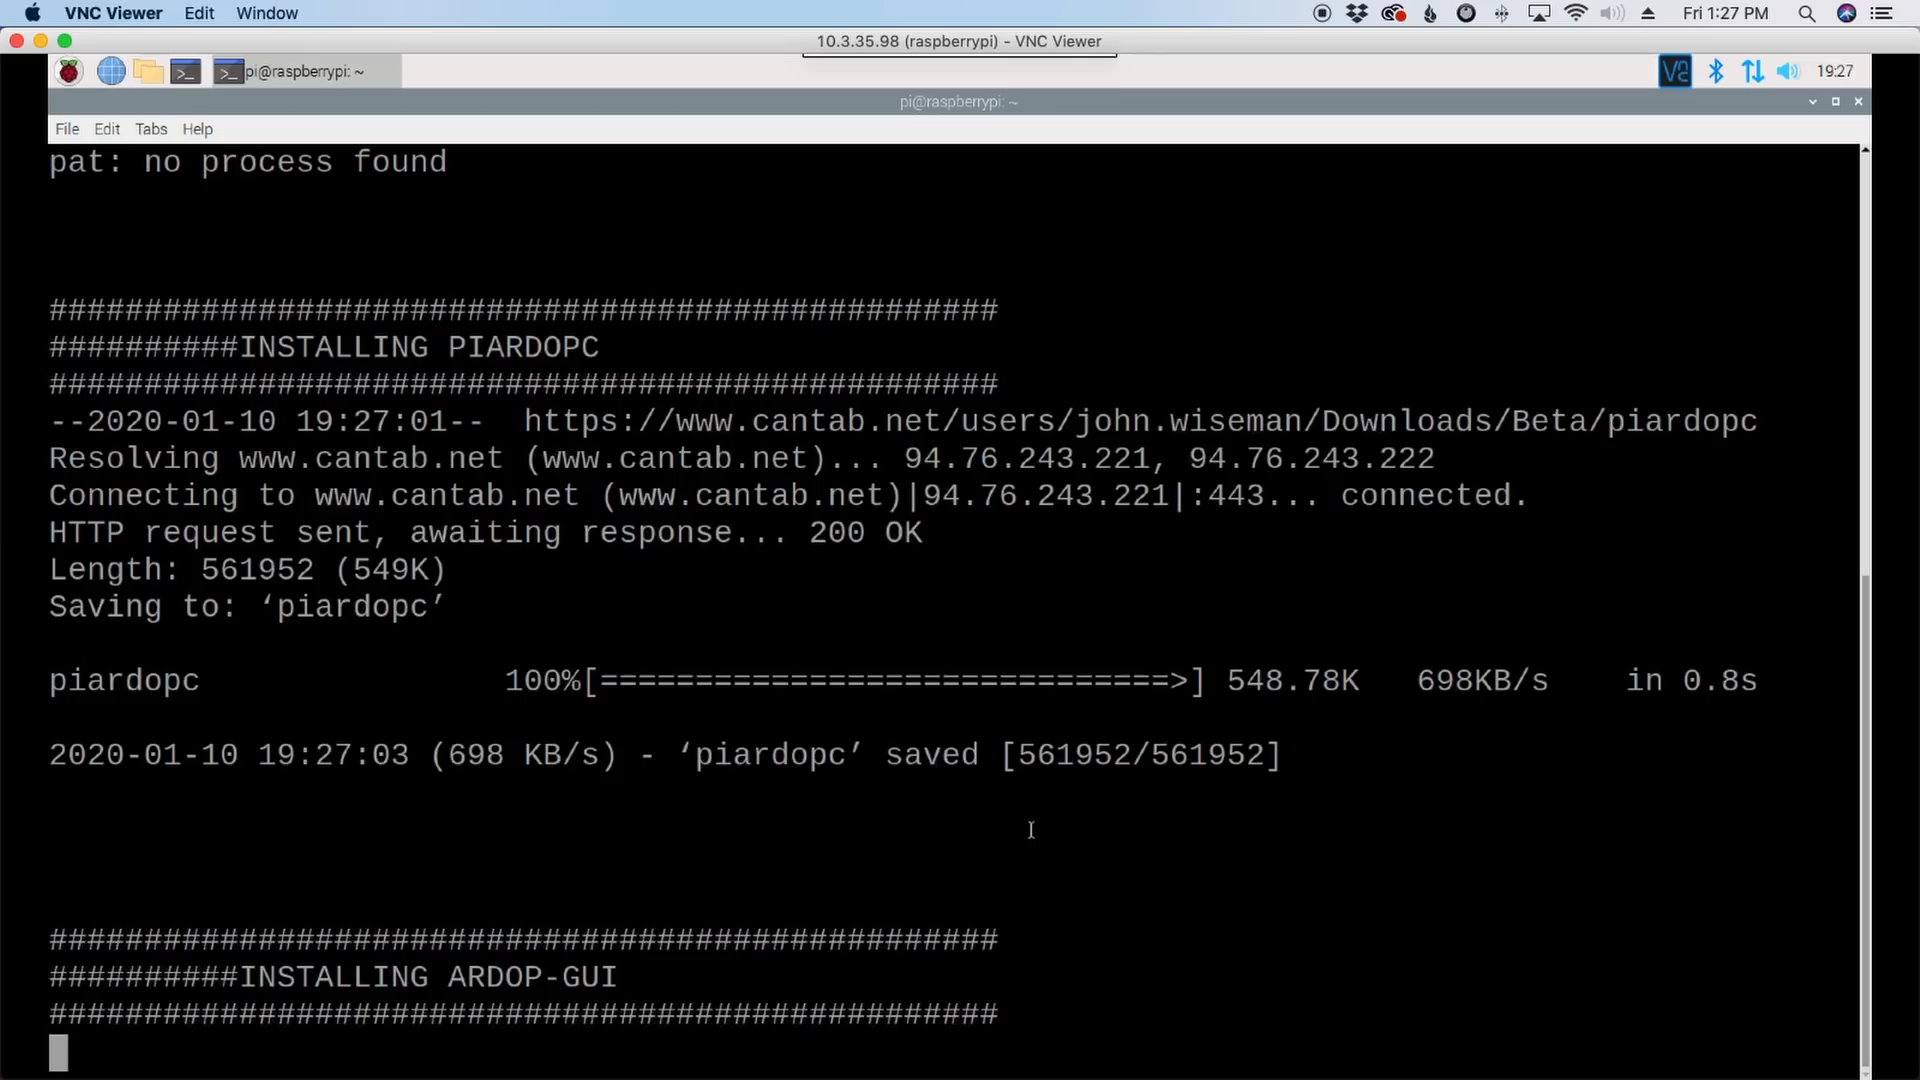 VNC Viewer Edit Window Fri 1:27 PM
10.3.35.98 (raspberrypi) - VNC Viewer
pi@raspberrypi: ~ 19:27
pi@raspberrypi: ~
File Edit Tabs Help
pat: no process found
##################################################
##########INSTALLING PIARDOPC
##################################################
--2020-01-10 19:27:01-- https://www.cantab.net/users/john.wiseman/Downloads/Beta/piardopc
Resolving www.cantab.net (www.cantab.net)... 94.76.243.221, 94.76.243.222
Connecting to www.cantab.net (www.cantab.net)|94.76.243.221|:443... connected.
HTTP request sent, awaiting response... 200 OK
Length: 561952 (549K)
Saving to: ‘piardopc’
piardopc 100%[==============================>] 548.78K 698KB/s in 0.8s
2020-01-10 19:27:03 (698 KB/s) - ‘piardopc’ saved [561952/561952]
##################################################
##########INSTALLING ARDOP-GUI
##################################################